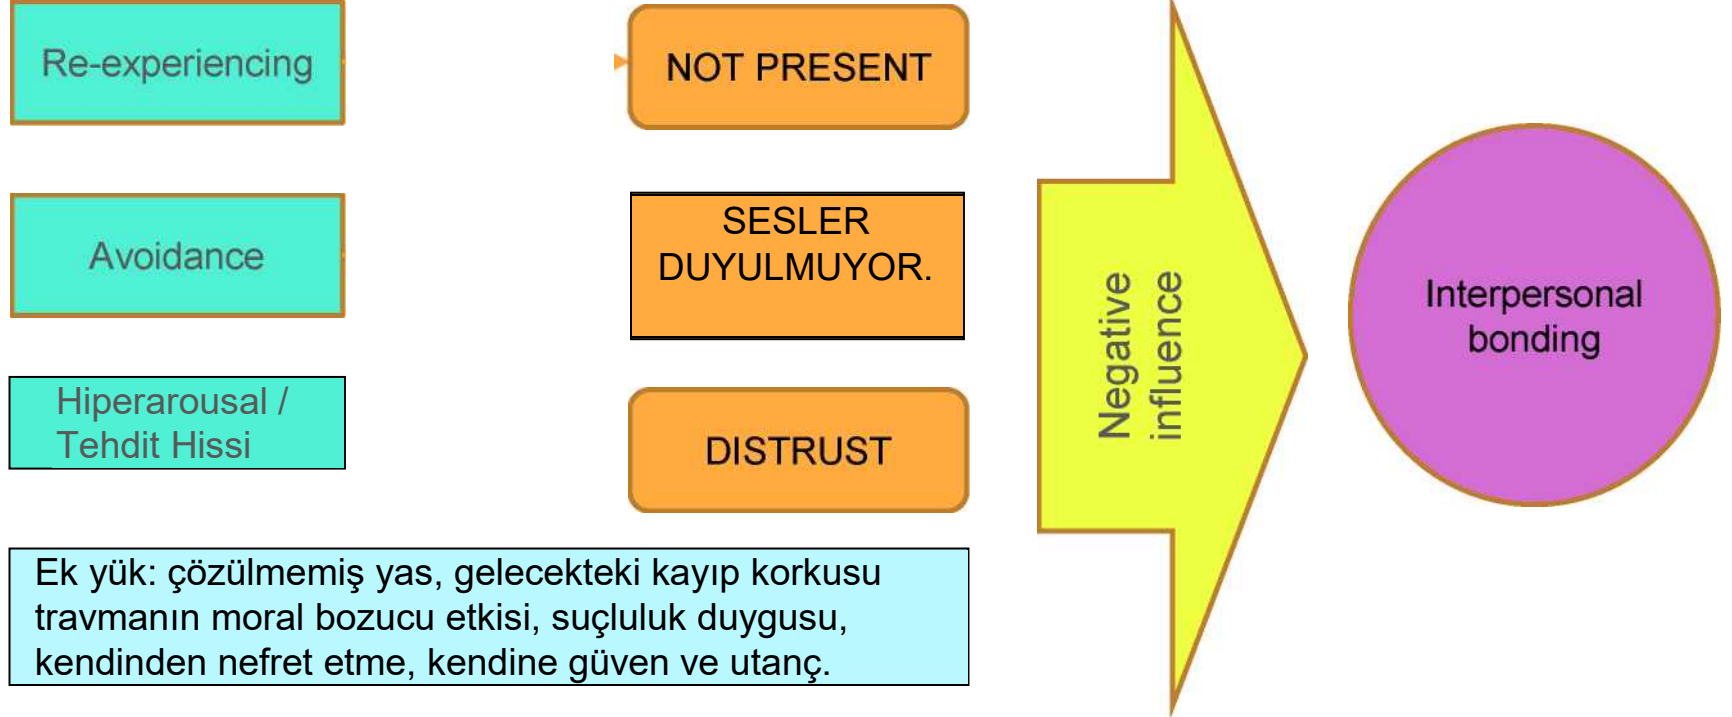 Re-experiencing
NOT PRESENT
Avoidance
SESLER
DUYULMUYOR.
Hiperarousal /
Tehdit Hissi
DISTRUST
Negative
influence
Interpersonal
bonding
Ek yük: çözülmemiş yas, gelecekteki kayıp korkusu
travmanın moral bozucu etkisi, suçluluk duygusu,
kendinden nefret etme, kendine güven ve utanç.